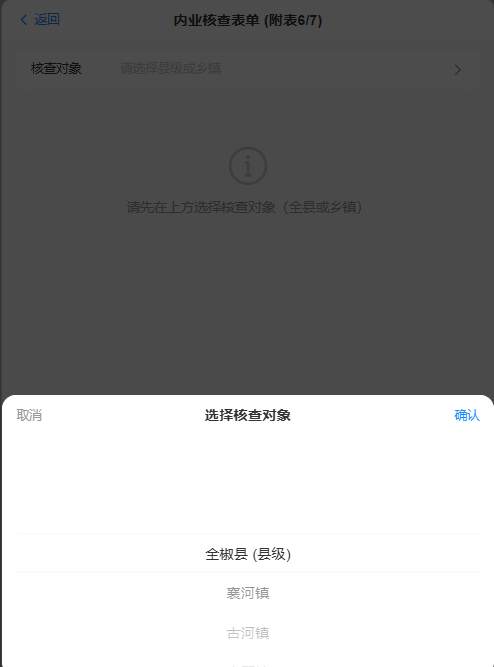 返回
内业核查表单 (附表6/7)
核查对象 请选择县级或乡镇
请先在上方选择核查对象（全县或乡镇）
取消 选择核查对象 确认
全椒县 (县级)
襄河镇
古河镇